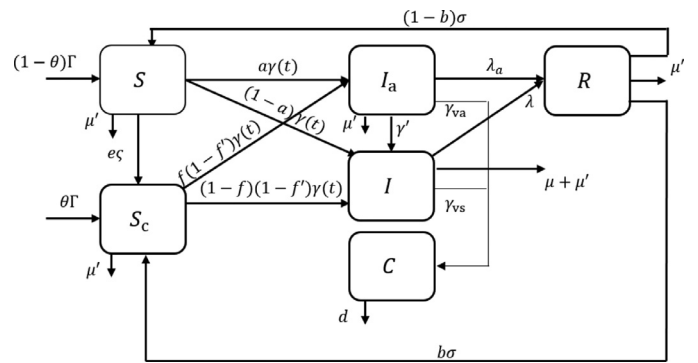 (1-b)σ
(1-θ)Γ
S
aγ(t)
I_a
λ_a
R
μ′
μ′
(1-a)γ(t)
μ′
γ′
γ_va
λ
eς
f(1-f′)γ(t)
θΓ
S_c
(1-f)(1-f′)γ(t)
I
μ + μ′
γ_vs
μ′
C
d
bσ